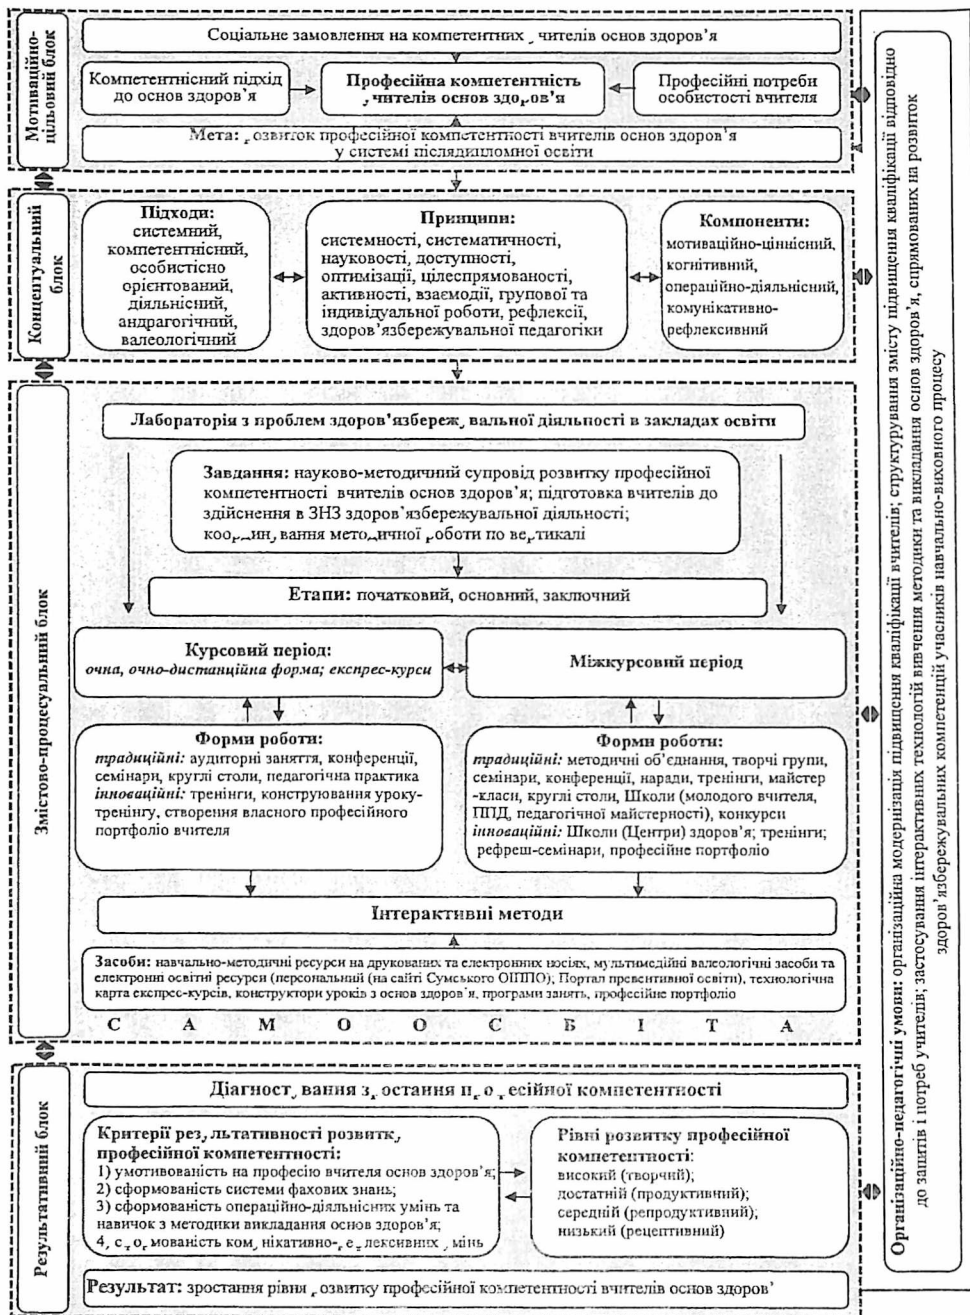 Мотиваційно-
цільовий блок
Соціальне замовлення на компетентних чителів основ здоров’я
Компетентнісний підхід
до основ здоров’я
Професійна компетентність
чителів основ здоров’я
Професійні потреби
особистості вчителя
Мета: розвиток професійної компетентності вчителів основ здоров’я
у системі післядипломної освіти
Концептуальний
блок
Підходи:
системний,
компетентнісний,
особистісно
орієнтований,
діяльнісний,
андрагогічний,
валеологічний
Принципи:
системності, систематичності,
науковості, доступності,
оптимізації, цілеспрямованості,
активності, взаємодії, групової та
індивідуальної роботи, рефлексії,
здоров’язбережувальної педагогіки
Компоненти:
мотиваційно-ціннісний,
когнітивний,
операційно-діяльнісний,
комунікативно-
рефлексивний
Змістово-процесуальний блок
Лабораторія з проблем здоров’язбережувальної діяльності в закладах освіти
Завдання: науково-методичний супровід розвитку професійної
компетентності вчителів основ здоров’я; підготовка вчителів до
здійснення в ЗНЗ здоров’язбережувальної діяльності;
координування методичної роботи по вертикалі
Етапи: початковий, основний, заключний
Курсовий період:
очна, очно-дистанційна форма; експрес-курси
Міжкурсовий період
Форми роботи:
традиційні: аудиторні заняття, конференції,
семінари, круглі столи, педагогічна практика
інноваційні: тренінги, конструювання уроку-
тренінгу, створення власного професійного
портфоліо вчителя
Форми роботи:
традиційні: методичні об’єднання, творчі групи,
семінари, конференції, наради, тренінги, майстер
-класи, круглі столи, Школи (молодого вчителя,
ППД, педагогічної майстерності), конкурси
інноваційні: Школи (Центри) здоров’я; тренінги;
рефреш-семінари, професійне портфоліо
Інтерактивні методи
Засоби: навчально-методичні ресурси на друкованих та електронних носіях, мультимедійні валеологічні засоби та
електронні освітні ресурси (персональний (на сайті Сумського ОІППО); Портал превентивної освіти), технологічна
карта експрес-курсів, конструктори уроків з основ здоров’я, програми занять, професійне портфоліо
С А М О О С Б І Т А
Результативний блок
Діагностування зростання професійної компетентності
Критерії результативності розвитку
професійної компетентності:
1) умотивованість на професію вчителя основ здоров’я;
2) сформованість системи фахових знань;
3) сформованість операційно-діяльнісних умінь та
навичок з методики викладання основ здоров’я;
4) сформованість комунікативно-рефлексивних умінь
Рівні розвитку професійної
компетентності:
високий (творчий);
достатній (продуктивний);
середній (репродуктивний);
низький (рецептивний)
Результат: зростання рівня розвитку професійної компетентності вчителів основ здоров’
Організаційно-педагогічні умови: організаційна модернізація підвищення кваліфікації вчителів; структурування змісту підвищення кваліфікації відповідно
до запитів і потреб учителів; застосування інтерактивних технологій вивчення методики та викладання основ здоров’я, спрямованих на розвиток
здоров’язбережувальних компетенцій учасників навчально-виховного процесу